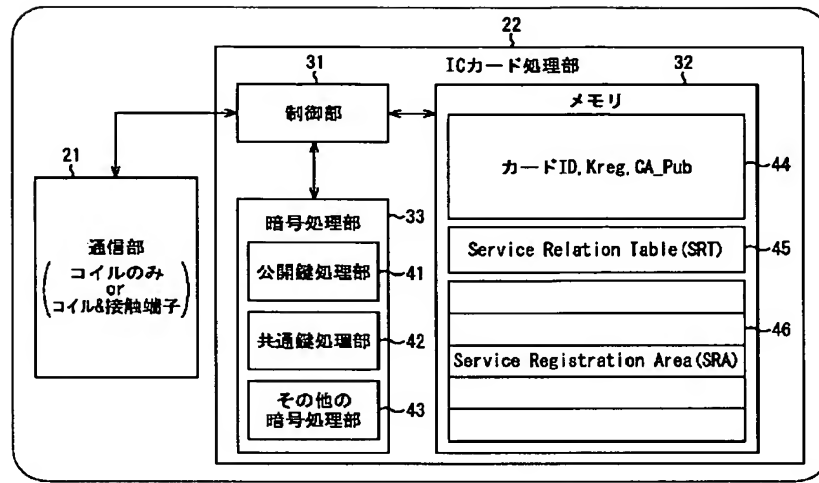 22
ICカード処理部
31
制御部
32
メモリ
カードID,Kreg,CA_Pub
44
21
通信部
コイルのみ
or
コイル&接触端子
暗号処理部
33
公開鍵処理部
41
共通鍵処理部
42
その他の
暗号処理部
43
Service Relation Table(SRT)
45
46
Service Registration Area(SRA)